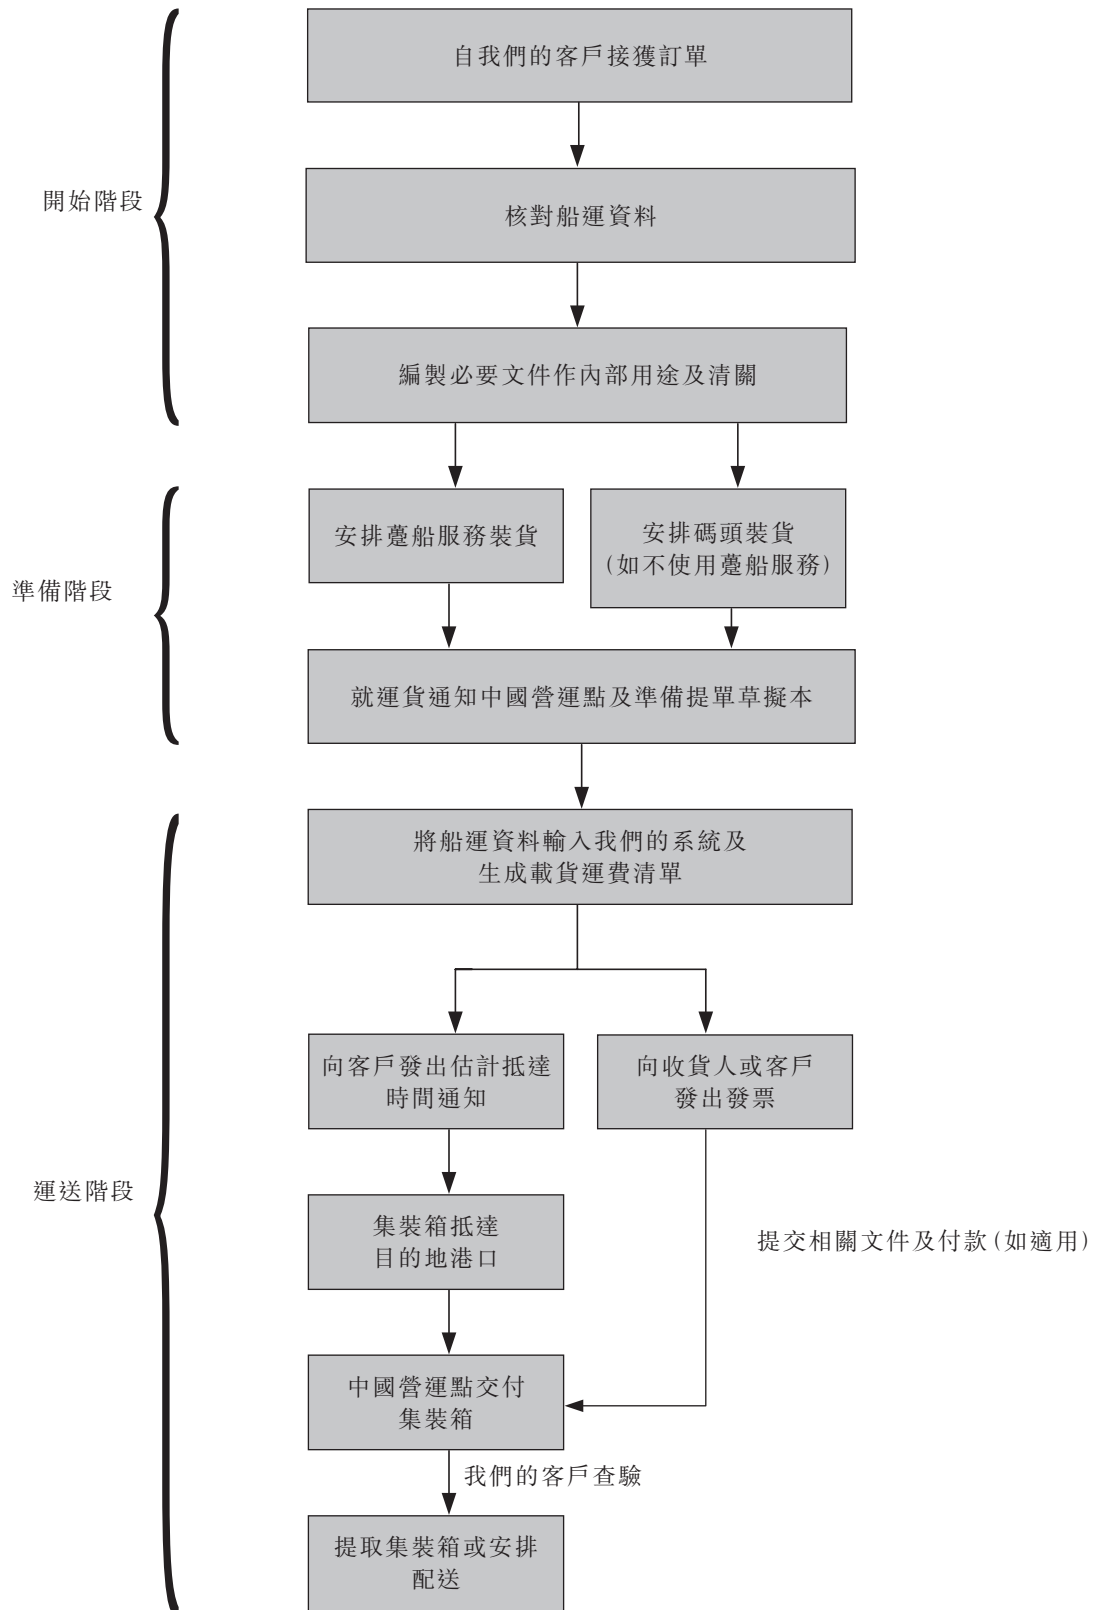 自我們的客戶接獲訂單
開始階段
核對船運資料
編製必要文件作內部用途及清關
安排躉船服務裝貨
安排碼頭裝貨
(如不使用躉船服務)
準備階段
就運貨通知中國營運點及準備提單草擬本
將船運資料輸入我們的系統及
生成載貨運費清單
向客戶發出估計抵達
時間通知
向收貨人或客戶
發出發票
運送階段
集裝箱抵達
目的地港口
提交相關文件及付款(如適用)
中國營運點交付
集裝箱
我們的客戶查驗
提取集裝箱或安排
配送